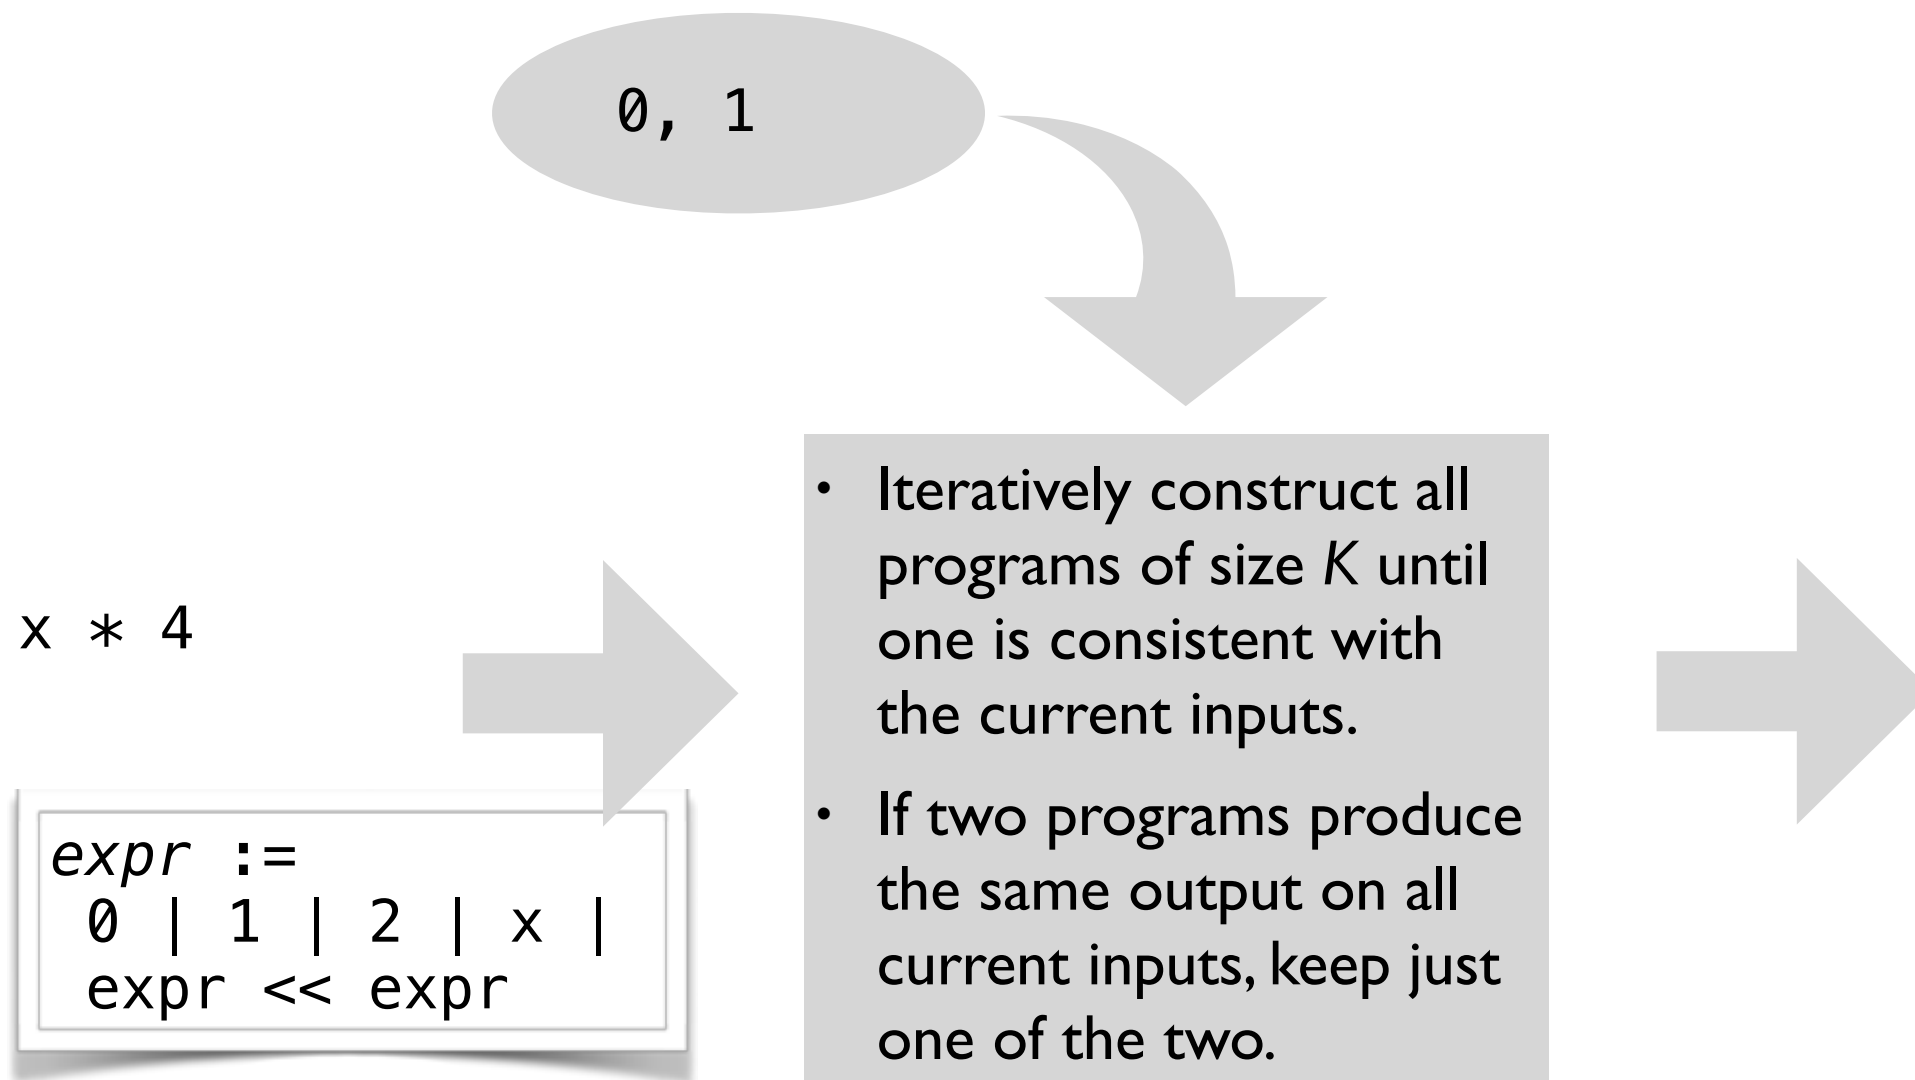 0, 1
x * 4
expr :=
0 | 1 | 2 | x |
expr << expr
• Iteratively construct all
programs of size K until
one is consistent with
the current inputs.
• If two programs produce
the same output on all
current inputs, keep just
one of the two.